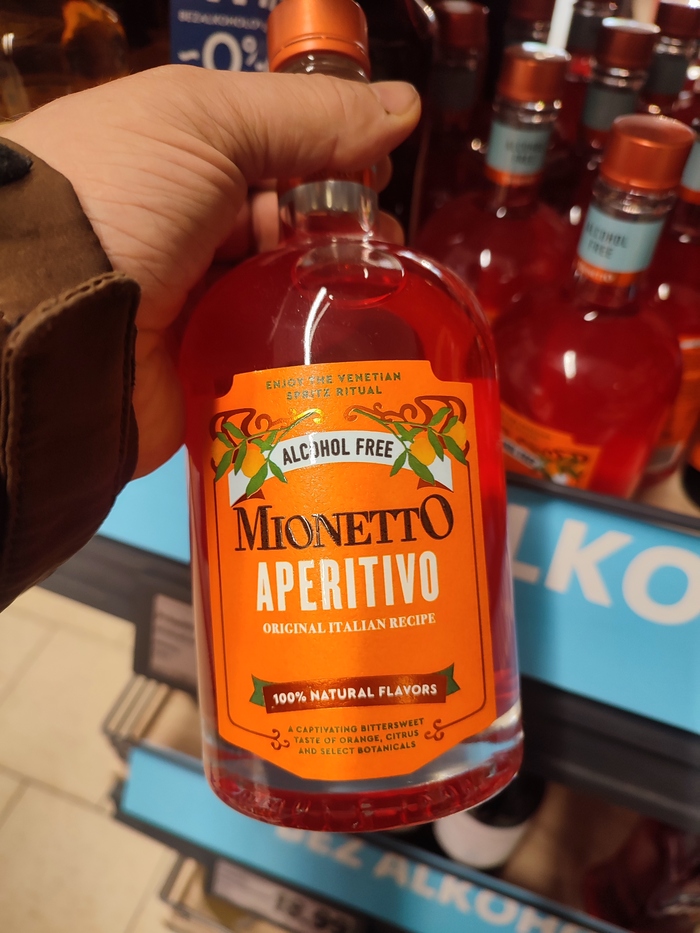 BEZALKOHOLO
~0%
ALCOHOL
FREE
ENJOY THE VENETIAN
SPRITZ RITUAL
ALCOHOL FREE
MIONETTO
APERITIVO
ORIGINAL ITALIAN RECIPE
100% NATURAL FLAVORS
A CAPTIVATING BITTERSWEET
TASTE OF ORANGE, CITRUS
AND SELECT BOTANICALS
LKO
BEZ ALKOHO